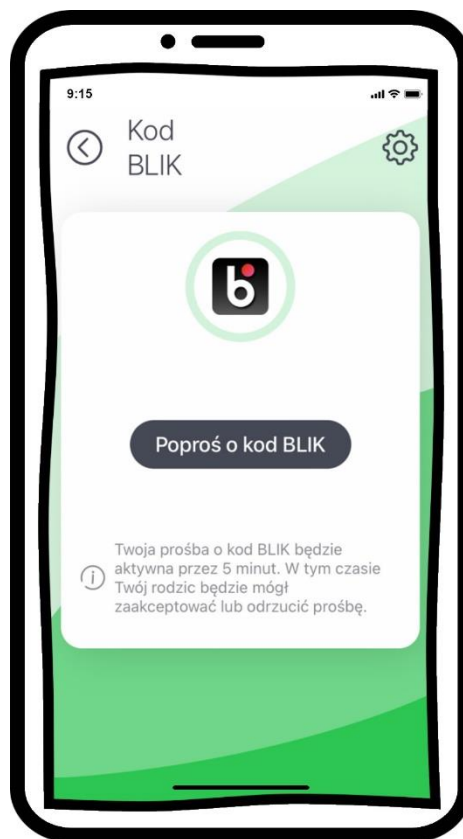 9:15
Kod
BLIK
b
Poproś o kod BLIK
Twoja prośba o kod BLIK będzie
aktywna przez 5 minut. W tym czasie
Twój rodzic będzie mógł
zaakceptować lub odrzucić prośbę.